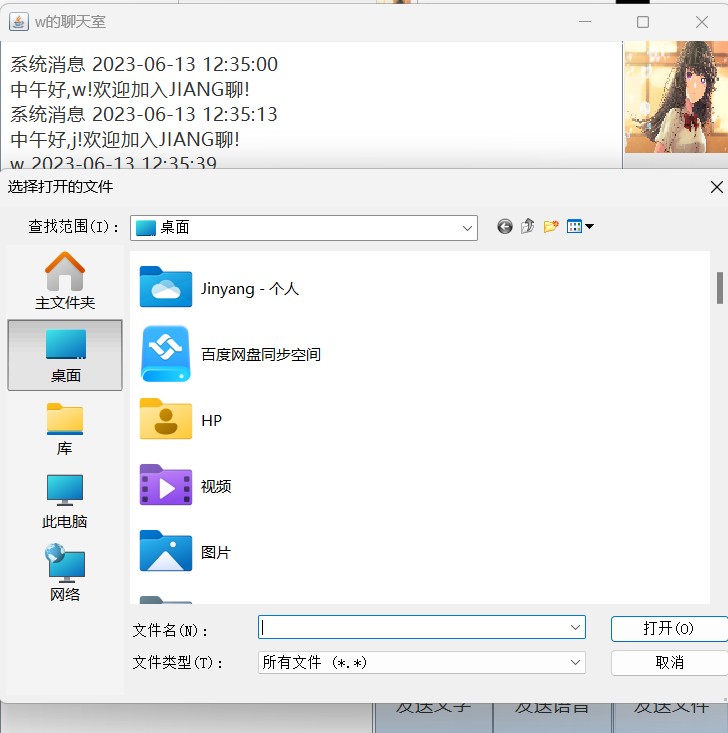 w的聊天室
系统消息 2023-06-13 12:35:00
中午好,w!欢迎加入JIANG聊!
系统消息 2023-06-13 12:35:13
中午好,j!欢迎加入JIANG聊!
w 2023-06-13 12:35:39
选择打开的文件
查找范围(I): 桌面
主文件夹
桌面
库
此电脑
网络
Jinyang - 个人
百度网盘同步空间
HP
视频
图片
文件名(N): 打开(O)
文件类型(T): 所有文件 (*.*) 取消
发送文字 发送语音 发送文件